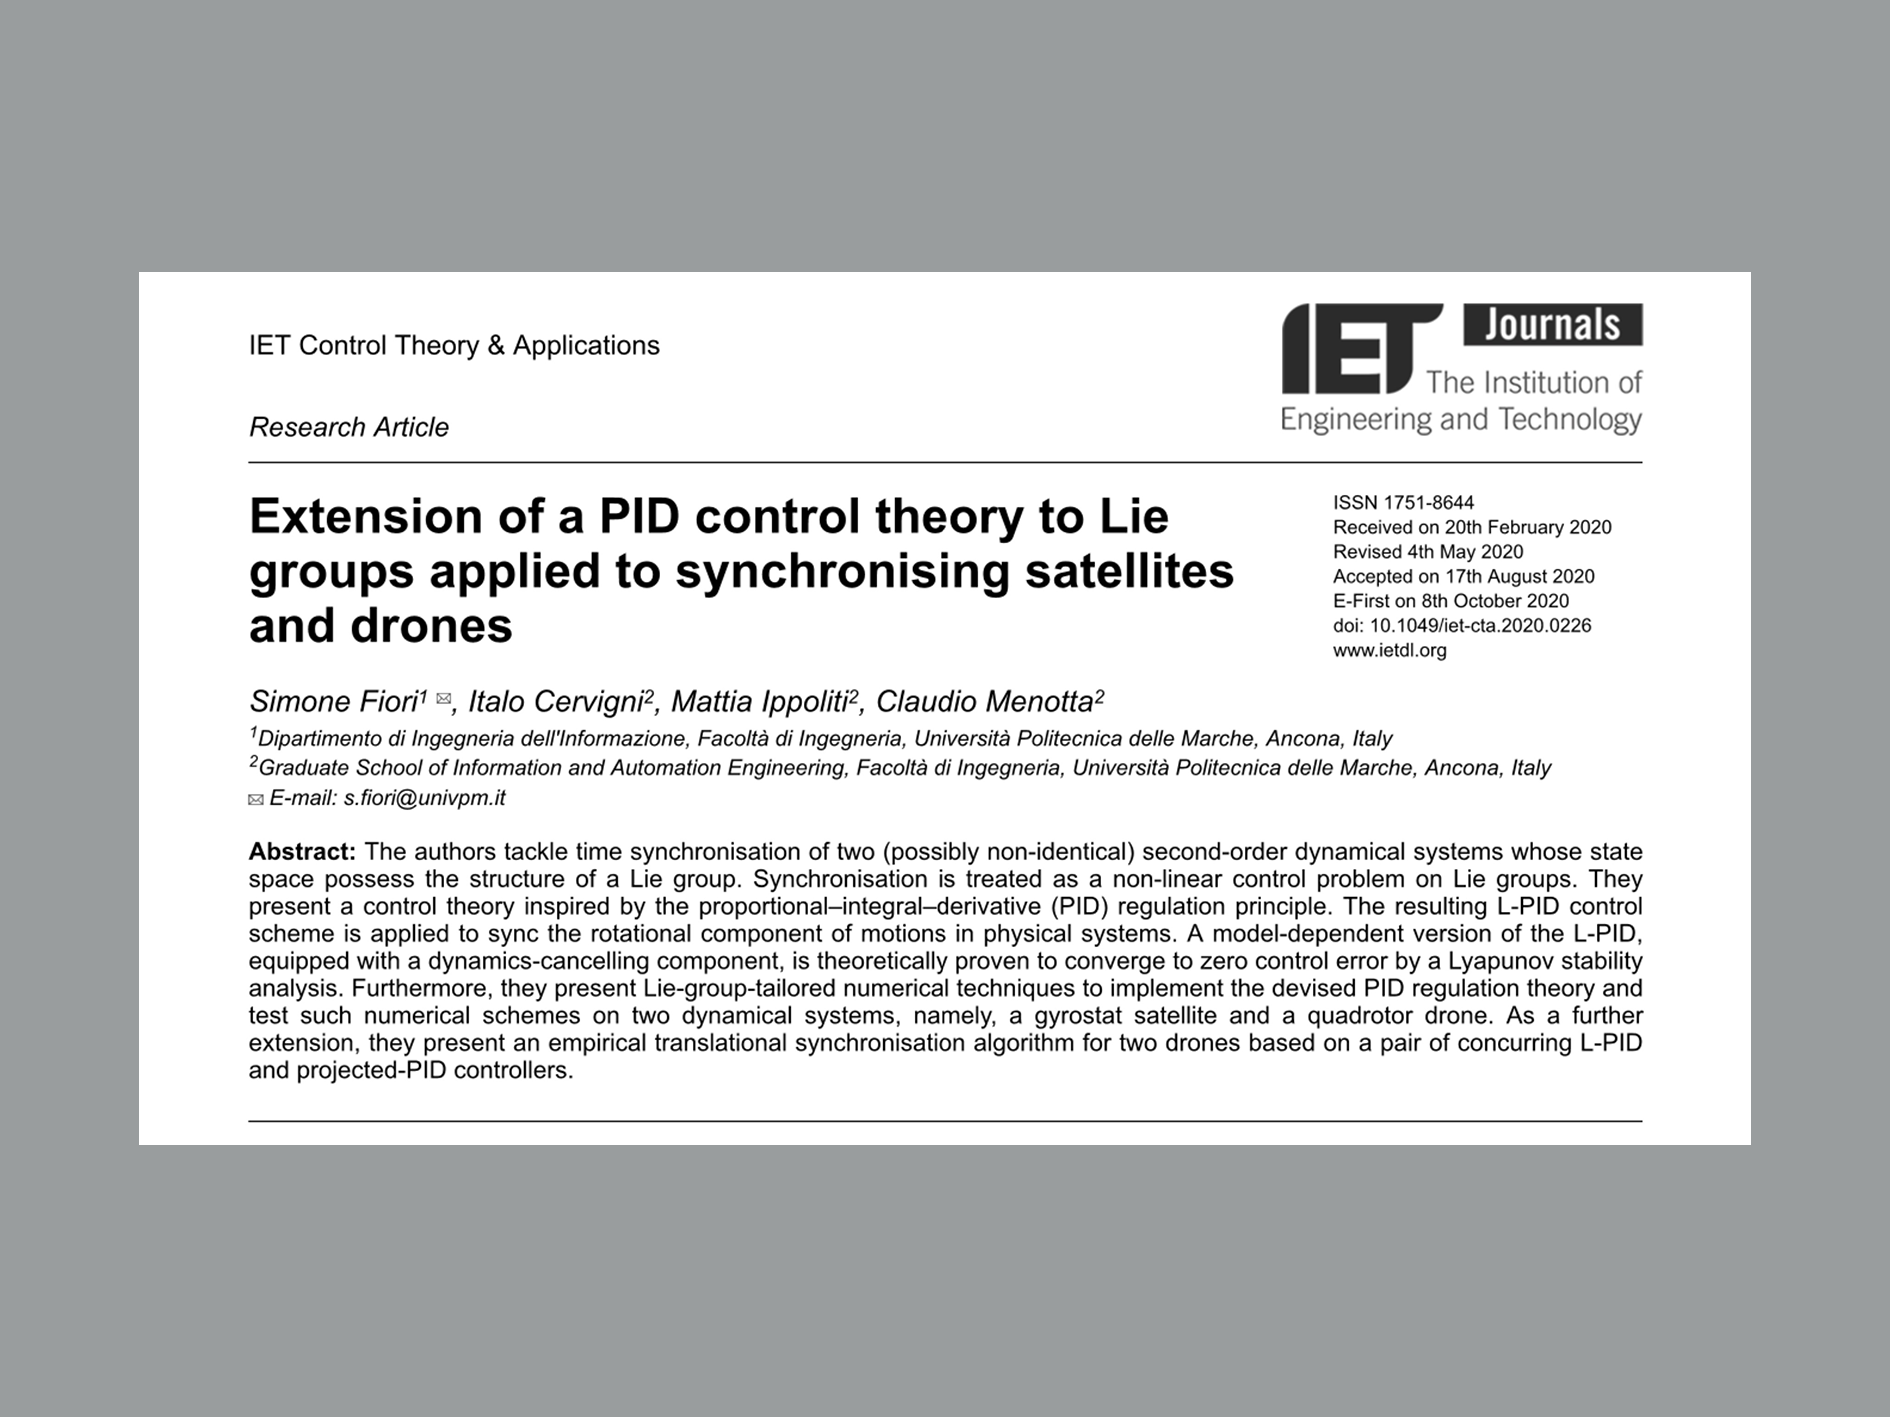 IET Control Theory & Applications
IET Journals
The Institution of
Engineering and Technology
Research Article
Extension of a PID control theory to Lie
groups applied to synchronising satellites
and drones
ISSN 1751-8644
Received on 20th February 2020
Revised 4th May 2020
Accepted on 17th August 2020
E-First on 8th October 2020
doi: 10.1049/iet-cta.2020.0226
www.ietdl.org
Simone Fiori¹ ✉, Italo Cervigni², Mattia Ippoliti², Claudio Menotta²
¹Dipartimento di Ingegneria dell'Informazione, Facoltà di Ingegneria, Università Politecnica delle Marche, Ancona, Italy
²Graduate School of Information and Automation Engineering, Facoltà di Ingegneria, Università Politecnica delle Marche, Ancona, Italy
✉ E-mail: s.fiori@univpm.it
Abstract: The authors tackle time synchronisation of two (possibly non-identical) second-order dynamical systems whose state
space possess the structure of a Lie group. Synchronisation is treated as a non-linear control problem on Lie groups. They
present a control theory inspired by the proportional–integral–derivative (PID) regulation principle. The resulting L-PID control
scheme is applied to sync the rotational component of motions in physical systems. A model-dependent version of the L-PID,
equipped with a dynamics-cancelling component, is theoretically proven to converge to zero control error by a Lyapunov stability
analysis. Furthermore, they present Lie-group-tailored numerical techniques to implement the devised PID regulation theory and
test such numerical schemes on two dynamical systems, namely, a gyrostat satellite and a quadrotor drone. As a further
extension, they present an empirical translational synchronisation algorithm for two drones based on a pair of concurring L-PID
and projected-PID controllers.